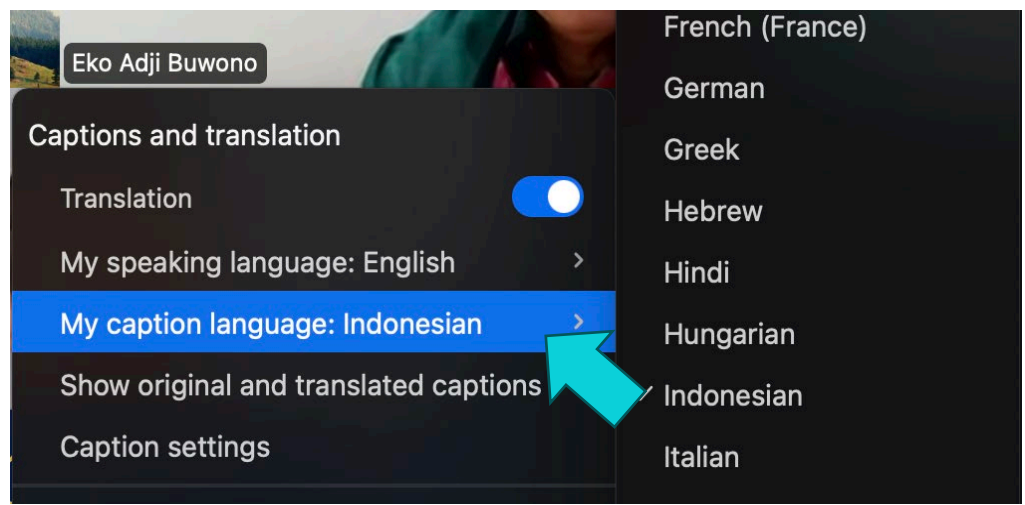 Eko Adji Buwono
Captions and translation
Translation
My speaking language: English
My caption language: Indonesian
Show original and translated captions
Caption settings
French (France)
German
Greek
Hebrew
Hindi
Hungarian
Indonesian
Italian